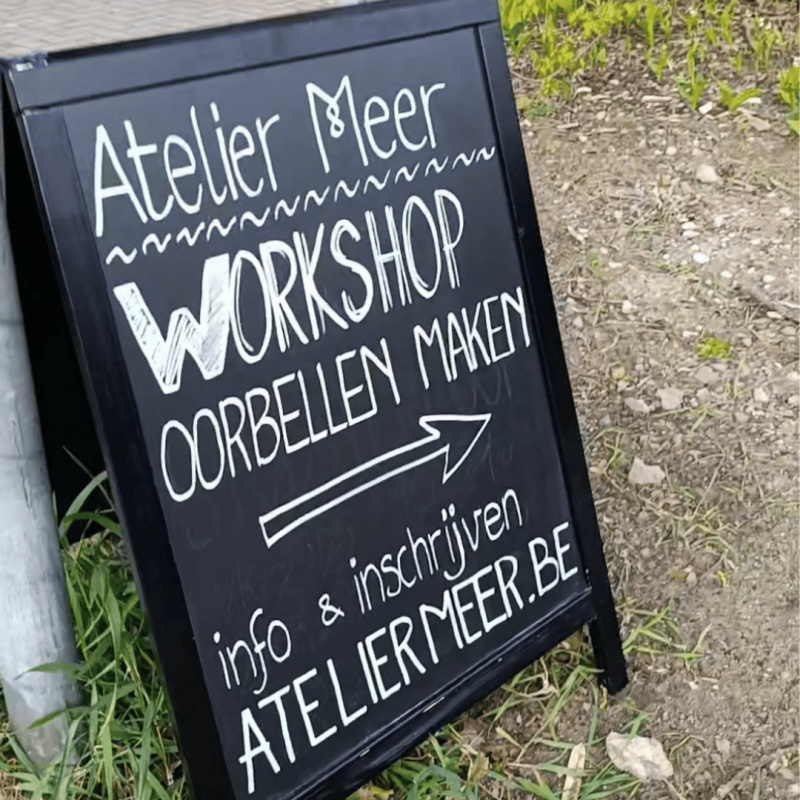 Atelier Meer
WORKSHOP
OORBELLEN MAKEN
info & inschrijven
ATELIERMEER.BE